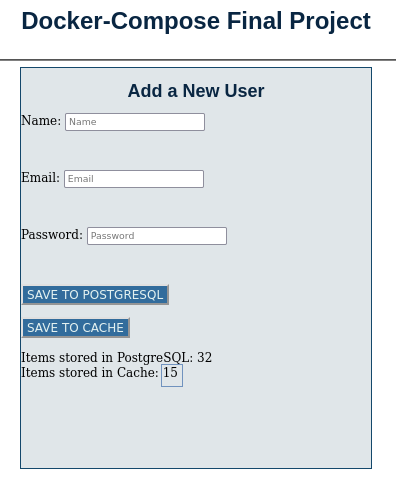 Docker-Compose Final Project
Add a New User
Name: Name
Email: Email
Password: Password
SAVE TO POSTGRESQL
SAVE TO CACHE
Items stored in PostgreSQL: 32
Items stored in Cache: 15